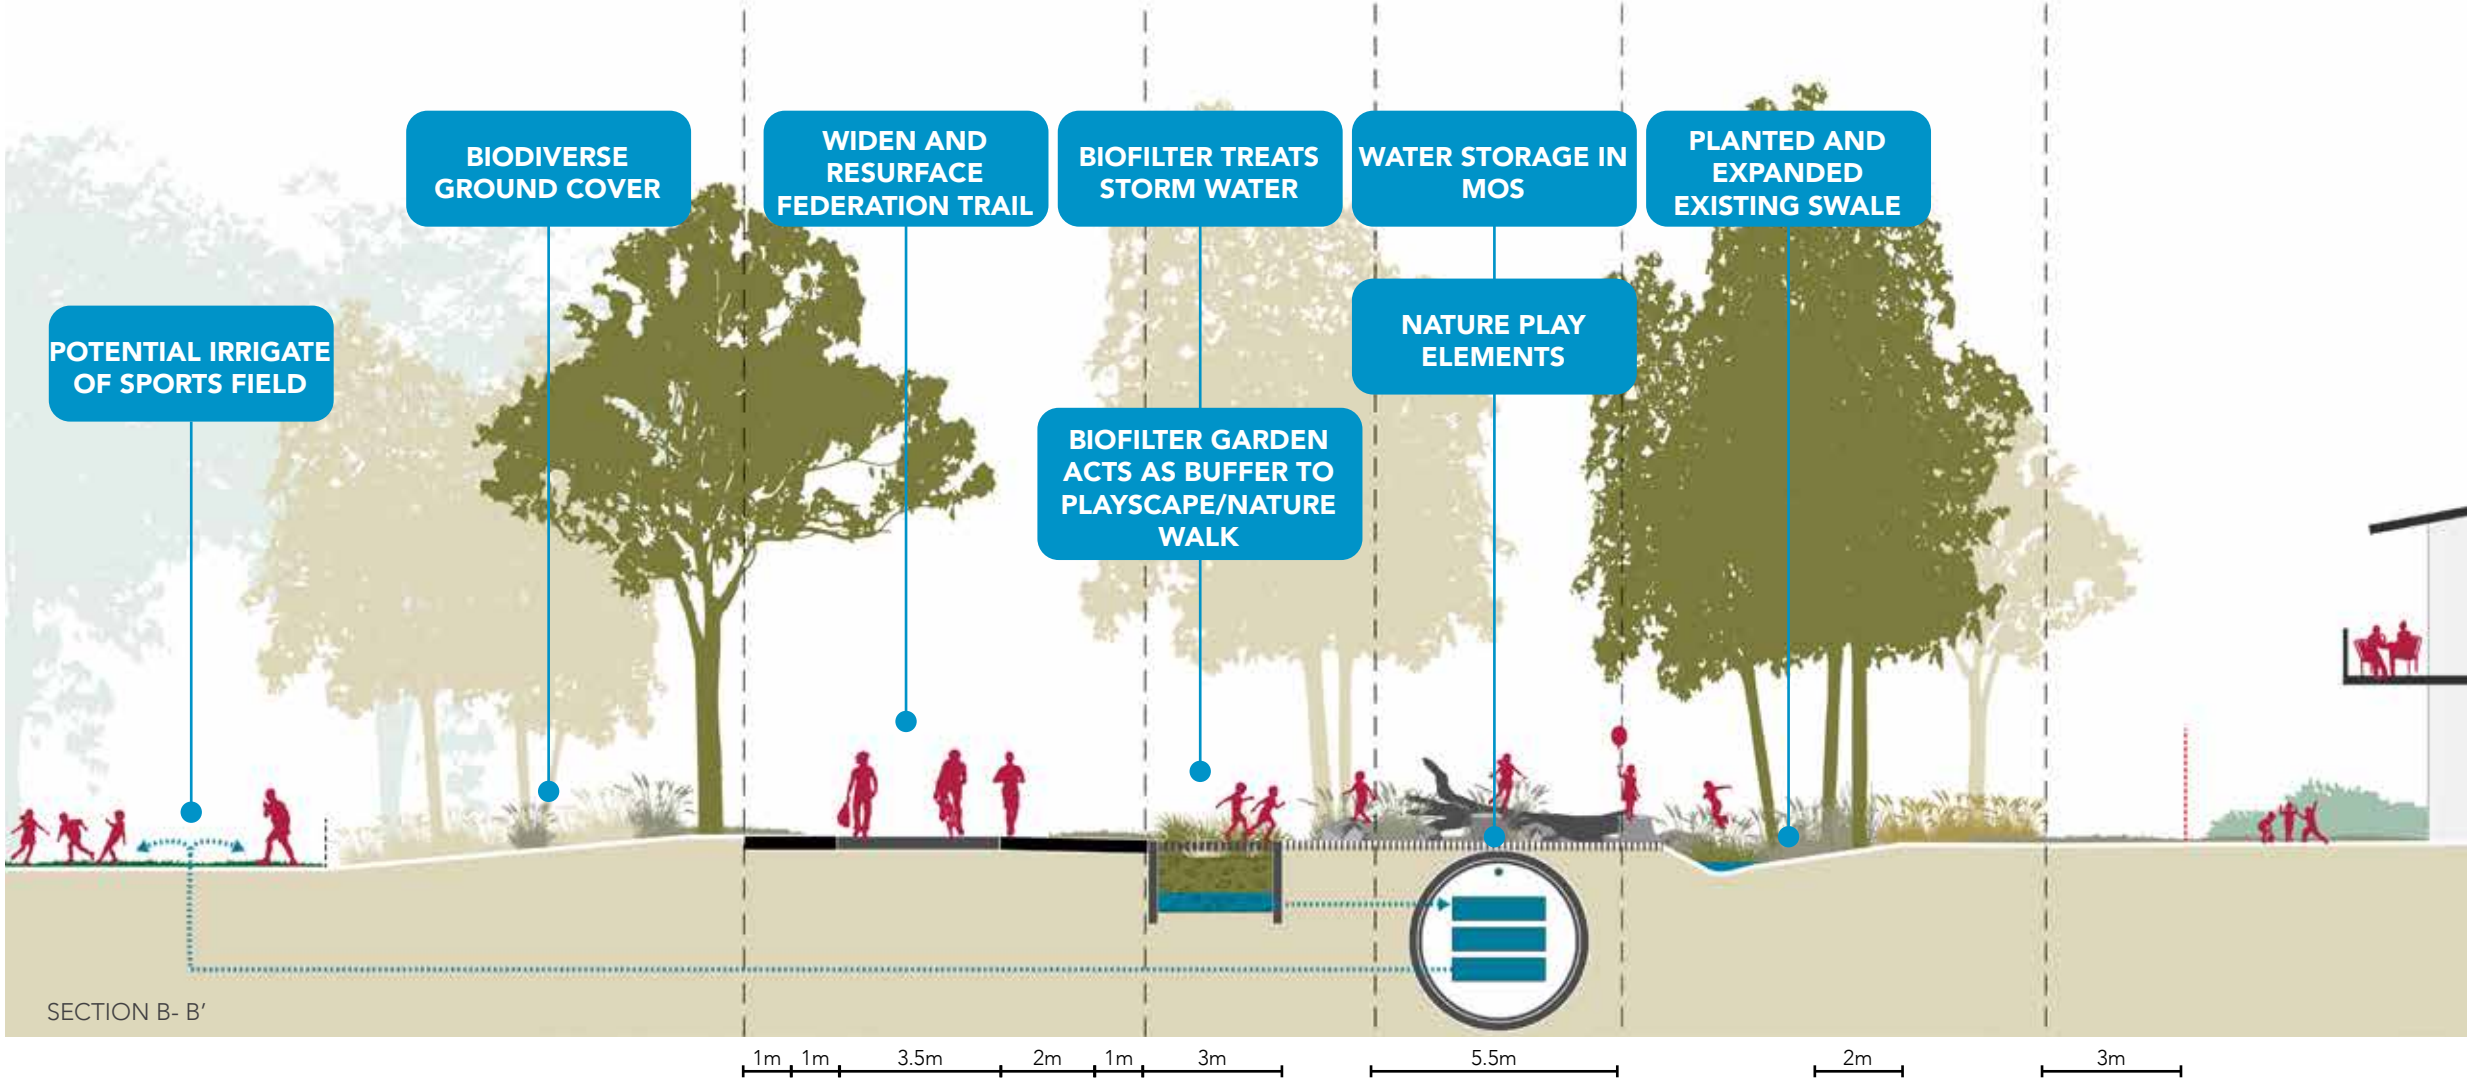 BIODIVERSE
GROUND COVER
WIDEN AND
RESURFACE
FEDERATION TRAIL
BIOFILTER TREATS
STORM WATER
WATER STORAGE IN
MOS
PLANTED AND
EXPANDED
EXISTING SWALE
POTENTIAL IRRIGATE
OF SPORTS FIELD
NATURE PLAY
ELEMENTS
BIOFILTER GARDEN
ACTS AS BUFFER TO
PLAYSCAPE/NATURE
WALK
SECTION B- B'
1m 1m 3.5m 2m 1m 3m 5.5m 2m 3m